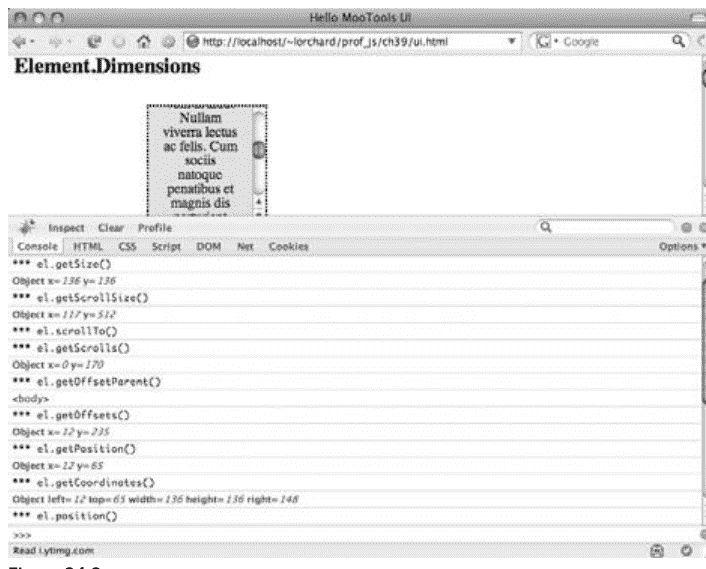 Hello MooTools UI
http://localhost/~lorchard/prof_js/ch39/ui.html
G • Google
Element.Dimensions
Nullam
viverra lectus
ac felis. Cum
sociis
natoque
penatibus et
magnis dis
Inspect Clear Profile
Console HTML CSS Script DOM Net Cookies Options
*** el.getSize()
Object x=136 y=136
*** el.getScrollSize()
Object x=117 y=512
*** el.scrollTo()
*** el.getScrolls()
Object x=0 y=170
*** el.getOffsetParent()
<body>
*** el.getOffsets()
Object x=12 y=235
*** el.getPosition()
Object x=12 y=65
*** el.getCoordinates()
Object left=12 top=65 width=136 height=136 right=148
*** el.position()
>>>
Read i.ytimg.com